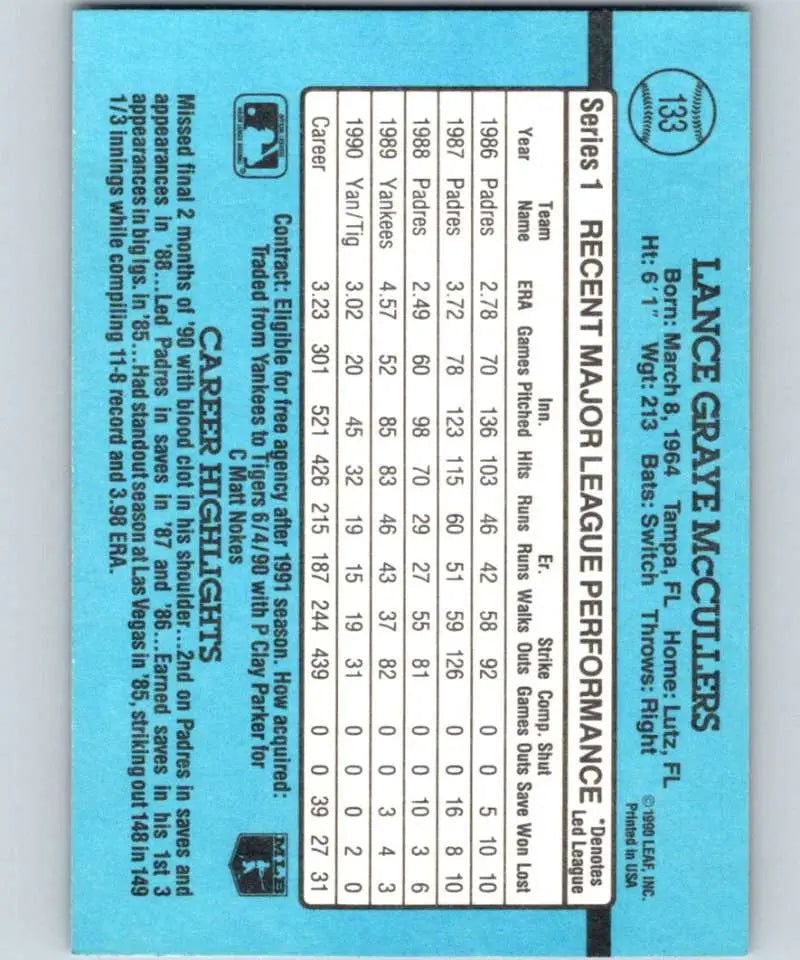 133
LANCE GRAYE McCULLERS
Born: March 8, 1964 Tampa, FL Home: Lutz, FL
Ht: 6'1" Wgt: 213 Bats: Switch Throws: Right
© 1990 LEAF, INC.
Printed in USA
Series 1 RECENT MAJOR LEAGUE PERFORMANCE *Denotes Led League
Team Inn. Er. Strike Comp. Shut
Year Name ERA Games Pitched Hits Runs Runs Walks Outs Games Outs Save Won Lost
1986 Padres 2.78 70 136 103 46 42 58 92 0 0 5 10 10
1987 Padres 3.72 78 123 115 60 51 59 126 0 0 16 8 10
1988 Padres 2.49 60 98 70 29 27 55 81 0 0 10 3 6
1989 Yankees 4.57 52 85 83 46 43 37 82 0 0 3 4 3
1990 Yan/Tig 3.02 20 45 32 19 15 19 31 0 0 0 2 0
Career 3.23 301 521 426 215 187 244 439 0 0 39 27 31
Contract: Eligible for free agency after 1991 season. How acquired:
Traded from Yankees to Tigers 6/4/90 with P Clay Parker for
C Matt Nokes
MLB
CAREER HIGHLIGHTS
Missed final 2 months of '90 with blood clot in his shoulder...2nd on Padres in saves and
appearances in '88...Led Padres in saves in '87 and '86...Earned saves in his 1st 3
appearances in big lgs. in '85...Had standout season at Las Vegas in '85, striking out 148 in 149
1/3 innings while compiling 11-8 record and 3.98 ERA.